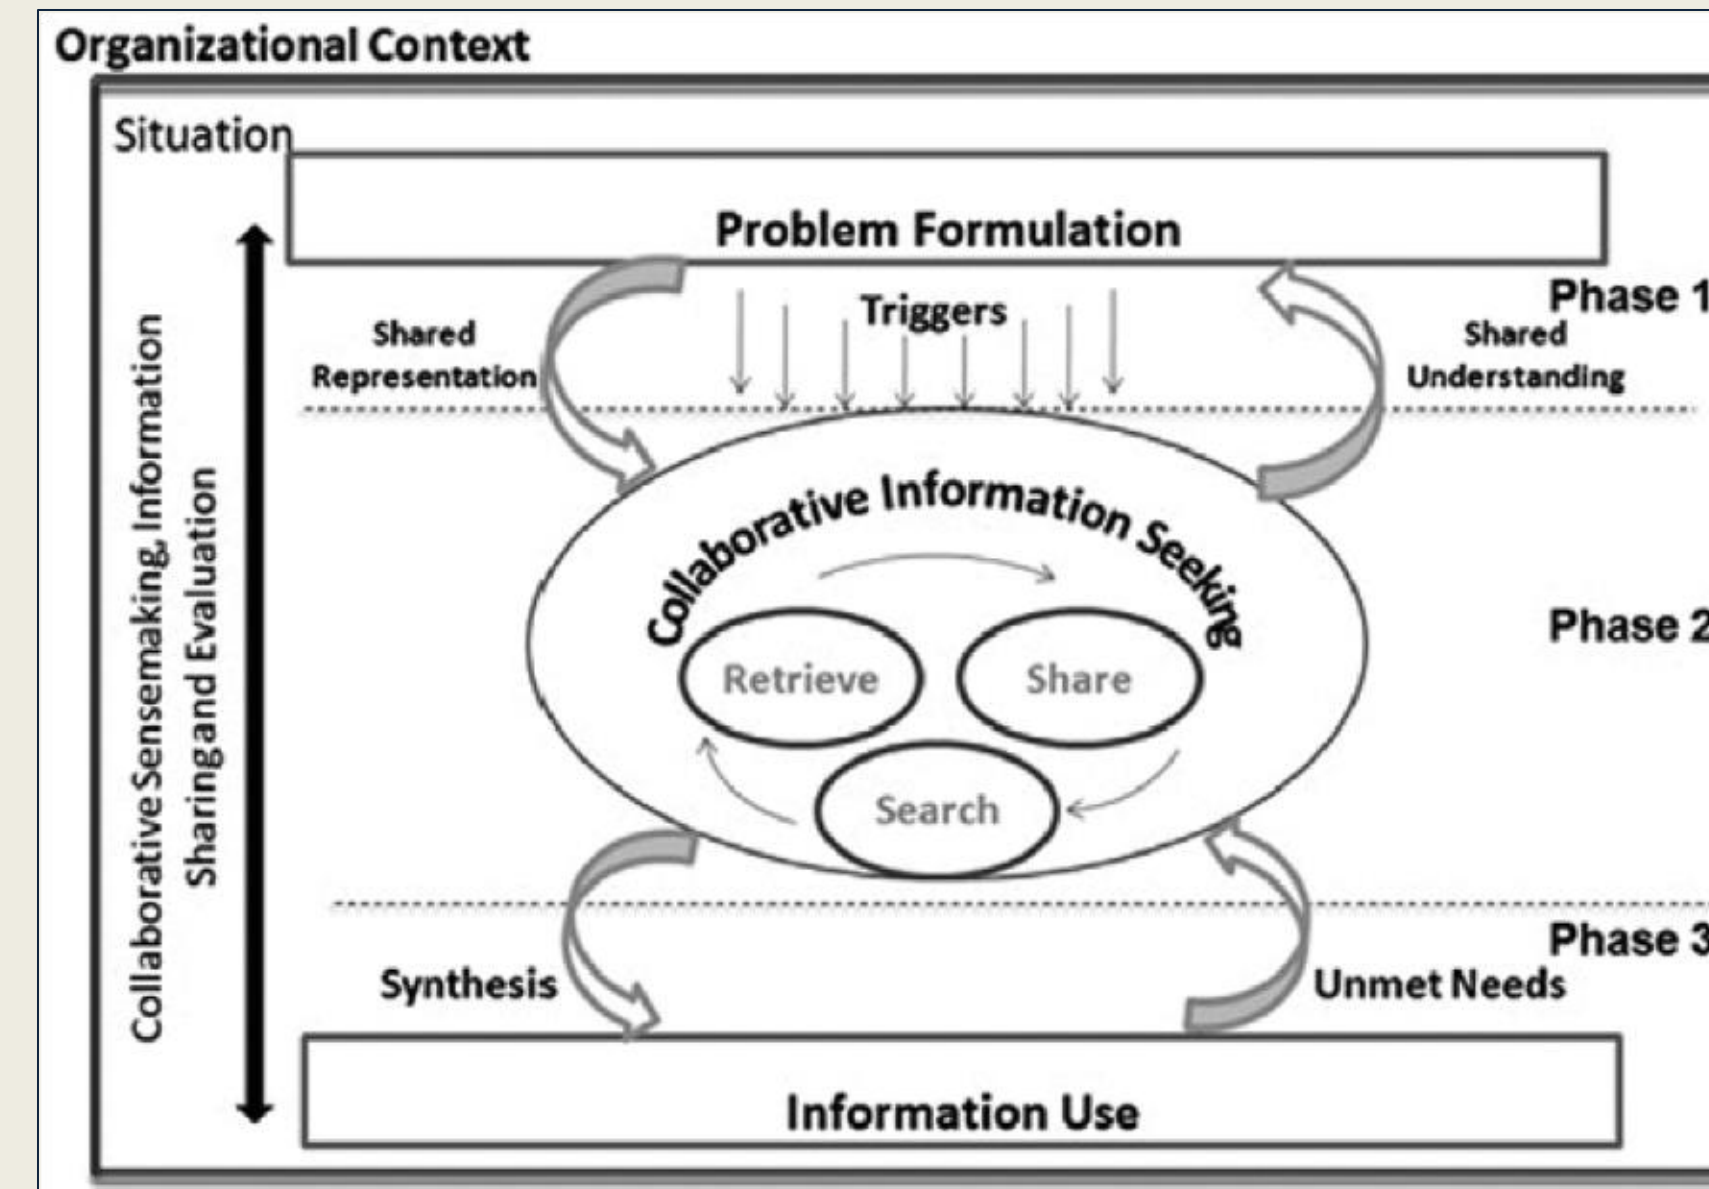 Organizational Context
Situation
Problem Formulation
Triggers
Phase 1
Shared
Representation
Shared
Understanding
Collaborative Sensemaking, Information
Sharing and Evaluation
Collaborative Information Seeking
Phase 2
Retrieve
Share
Search
Phase 3
Synthesis
Unmet Needs
Information Use